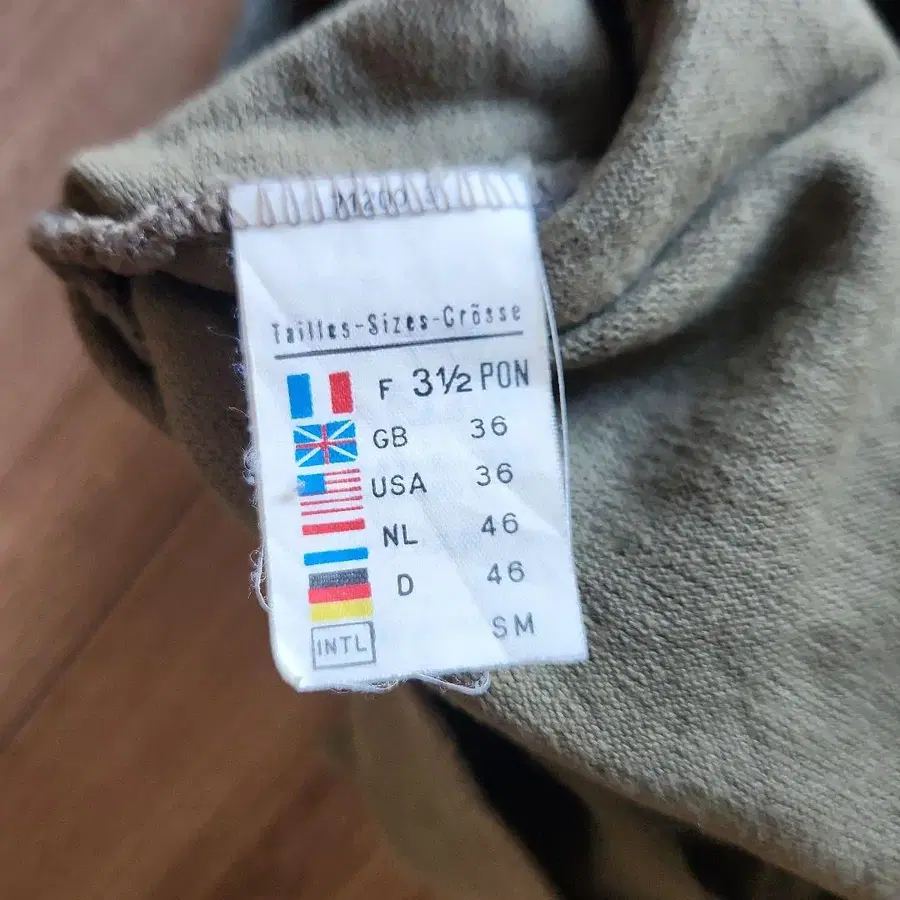 Tailles-Sizes-Grösse
F 3½ PON
GB 36
USA 36
NL 46
D 46
INTL SM